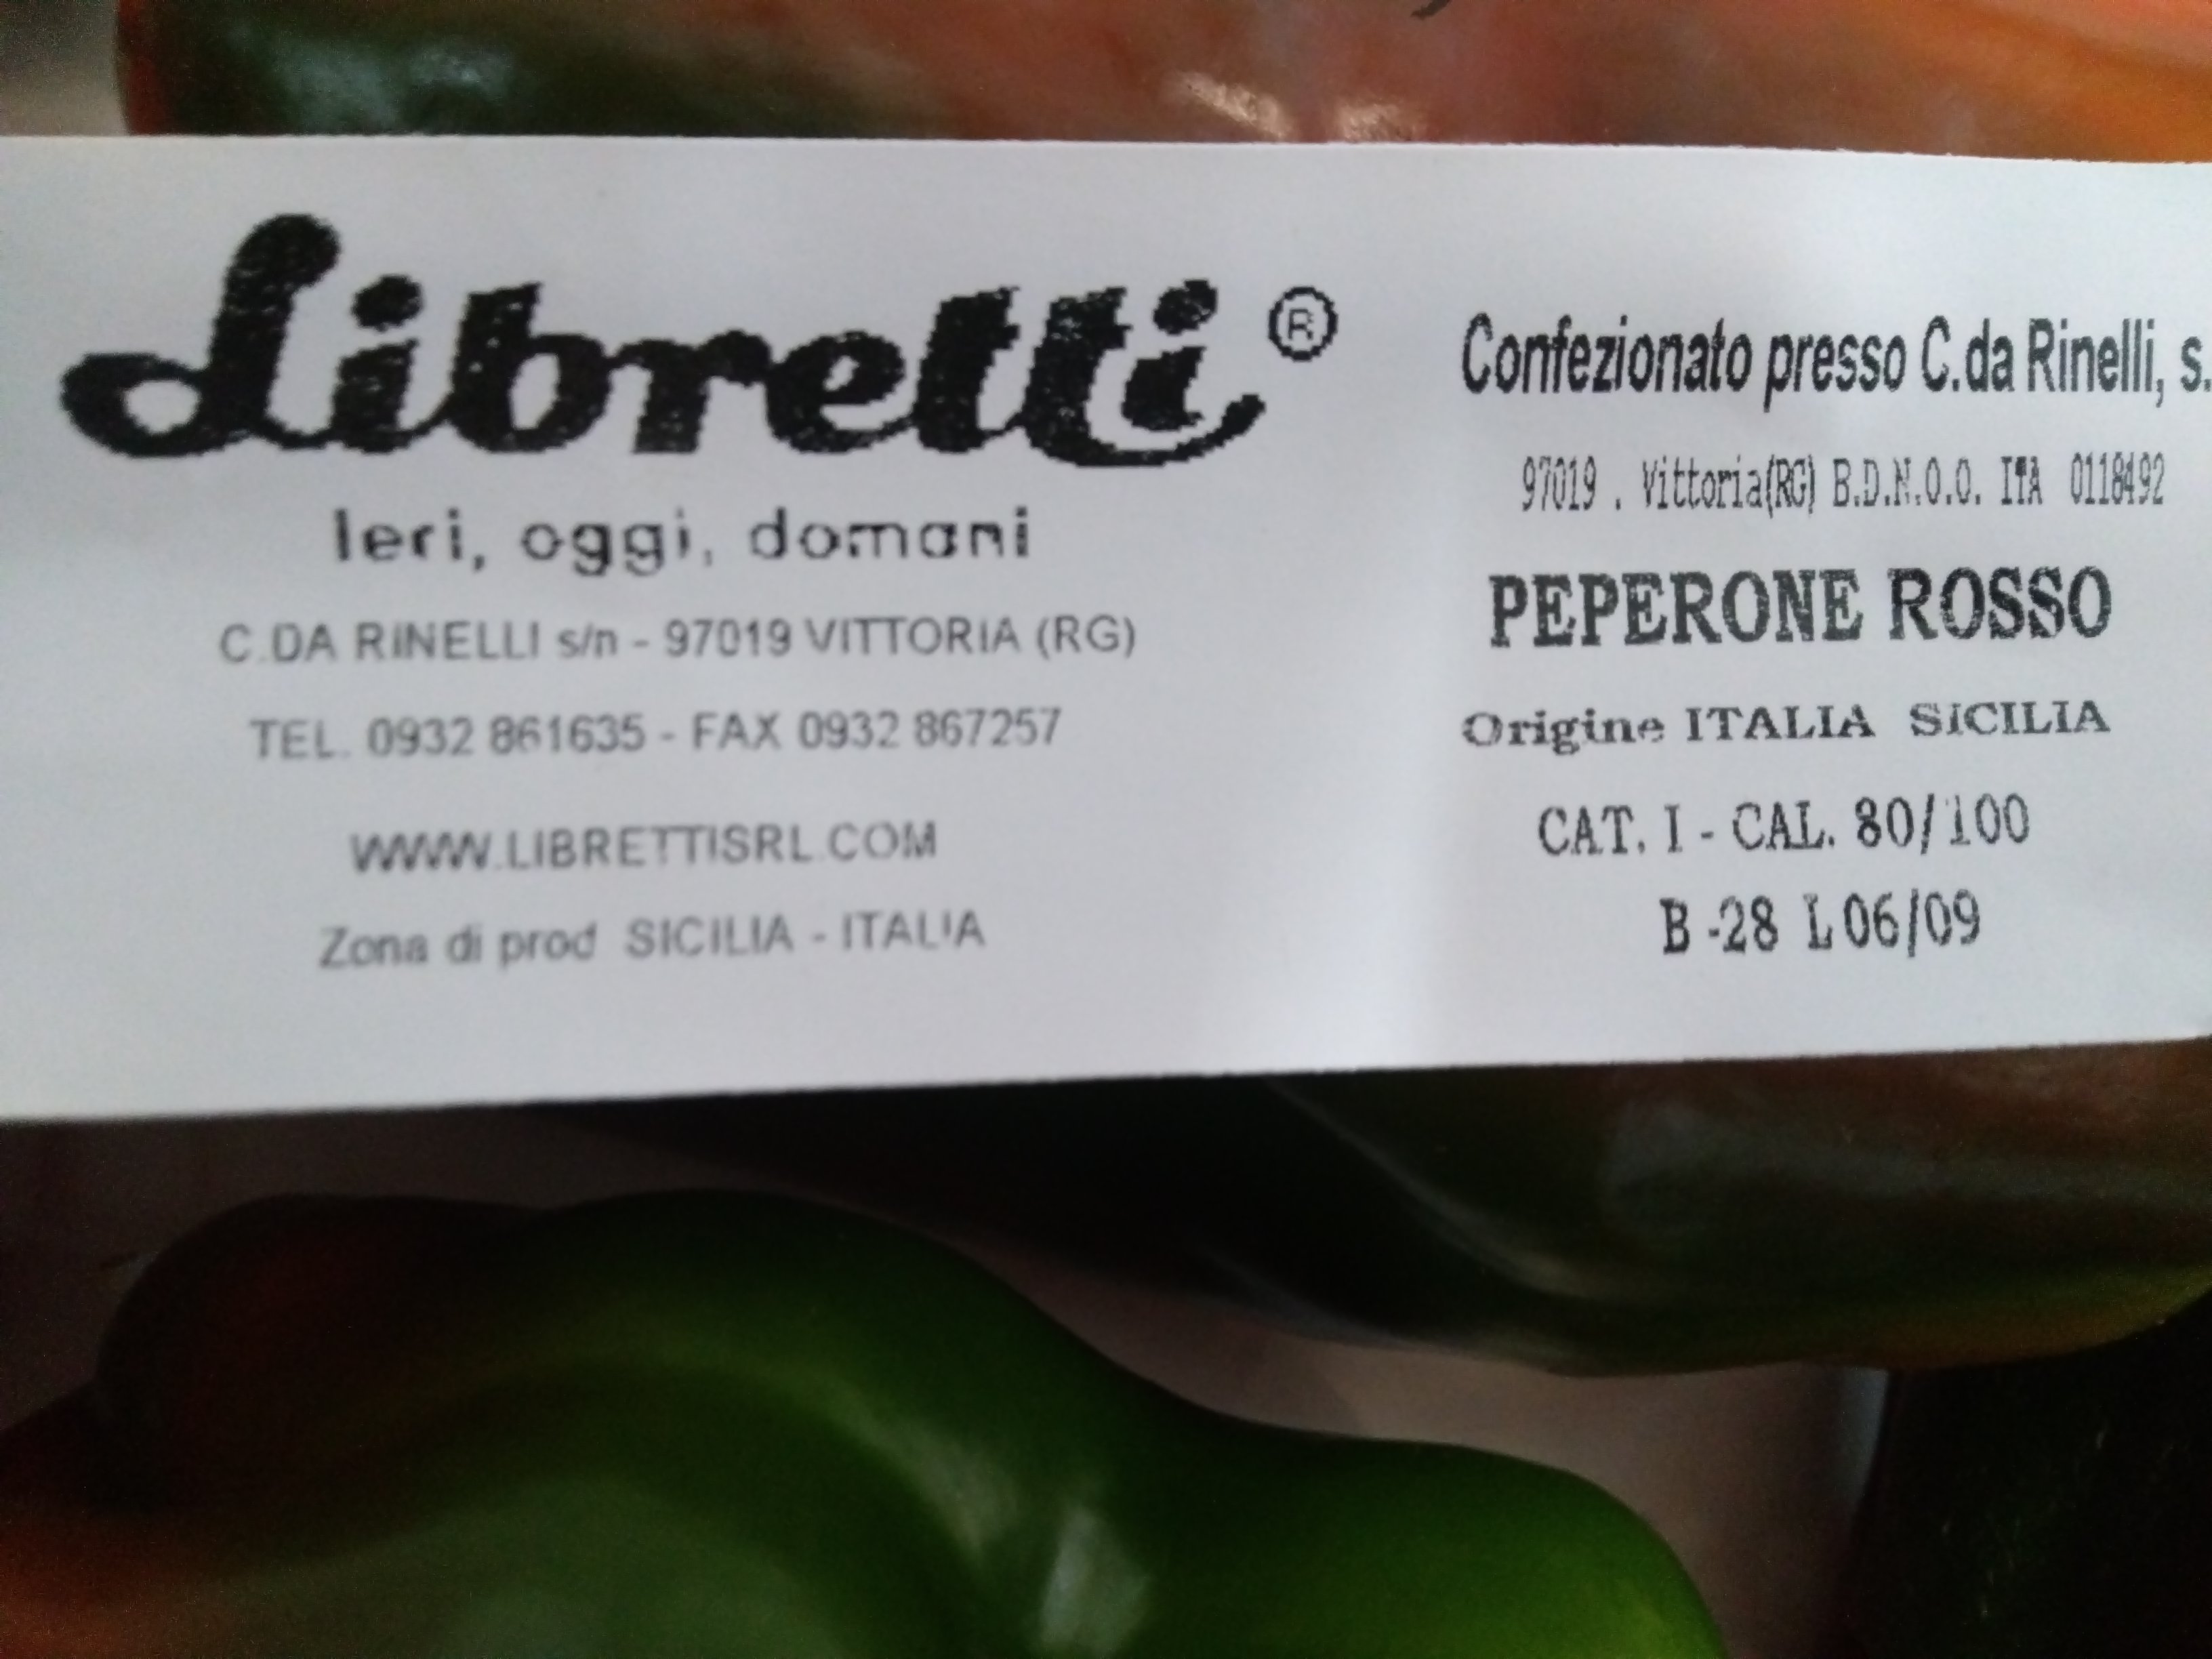 Libretti ®
Ieri, oggi, domani
C.DA RINELLI s/n - 97019 VITTORIA (RG)
TEL. 0932 861635 - FAX 0932 867257
WWW.LIBRETTISRL.COM
Zona di prod SICILIA - ITALIA
Confezionato presso C.da Rinelli, s.
97019 . Vittoria(RG) B.D.N.O.O. ITA 0118492
PEPERONE ROSSO
Origine ITALIA SICILIA
CAT. I - CAL. 80/100
B -28 L 06/09